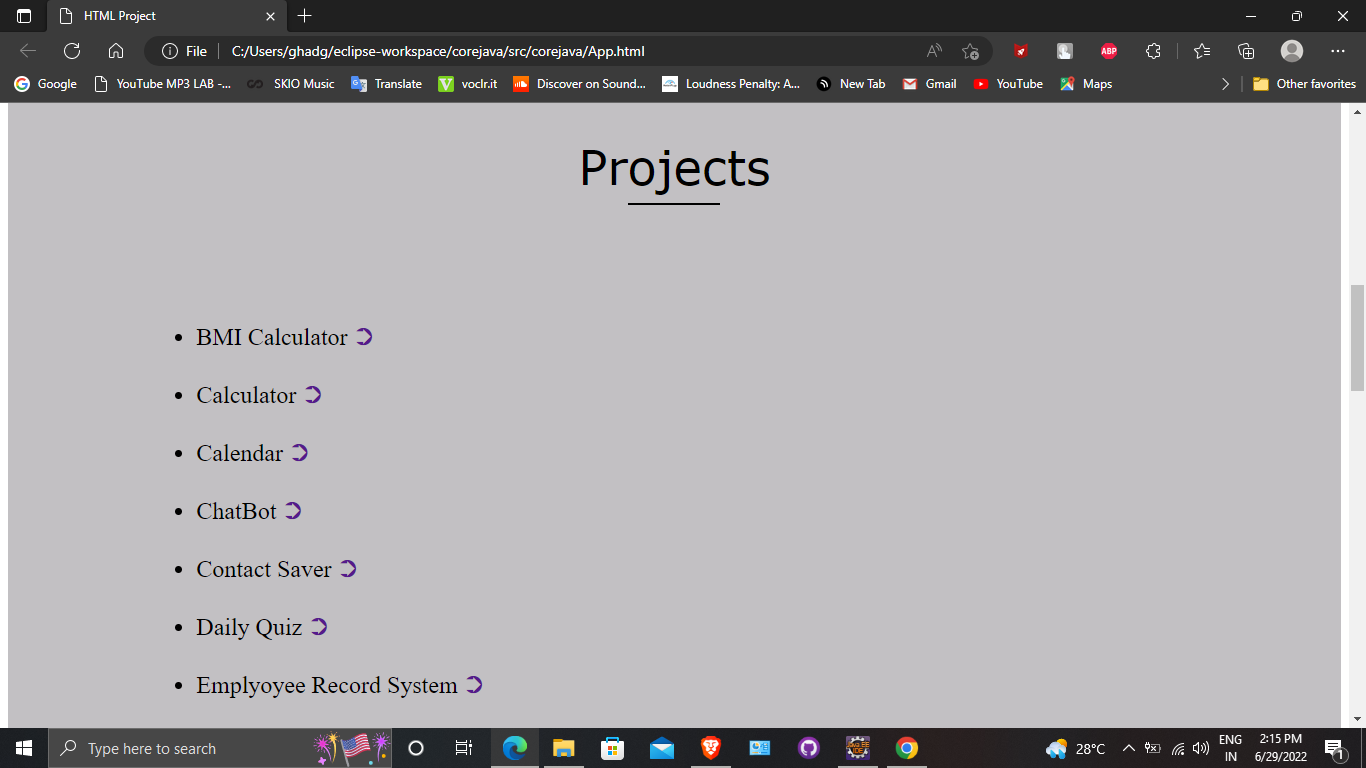 HTML Project
File
C:/Users/ghadg/eclipse-workspace/corejava/src/corejava/App.html
ABP
Google
YouTube MP3 LAB -...
SKIO Music
Translate
voclr.it
Discover on Sound...
Loudness Penalty: A...
New Tab
Gmail
YouTube
Maps
Other favorites
Projects
BMI Calculator
Calculator
Calendar
ChatBot
Contact Saver
Daily Quiz
Emplyoyee Record System
Type here to search
28°C
ENG
IN
2:15 PM
6/29/2022
1